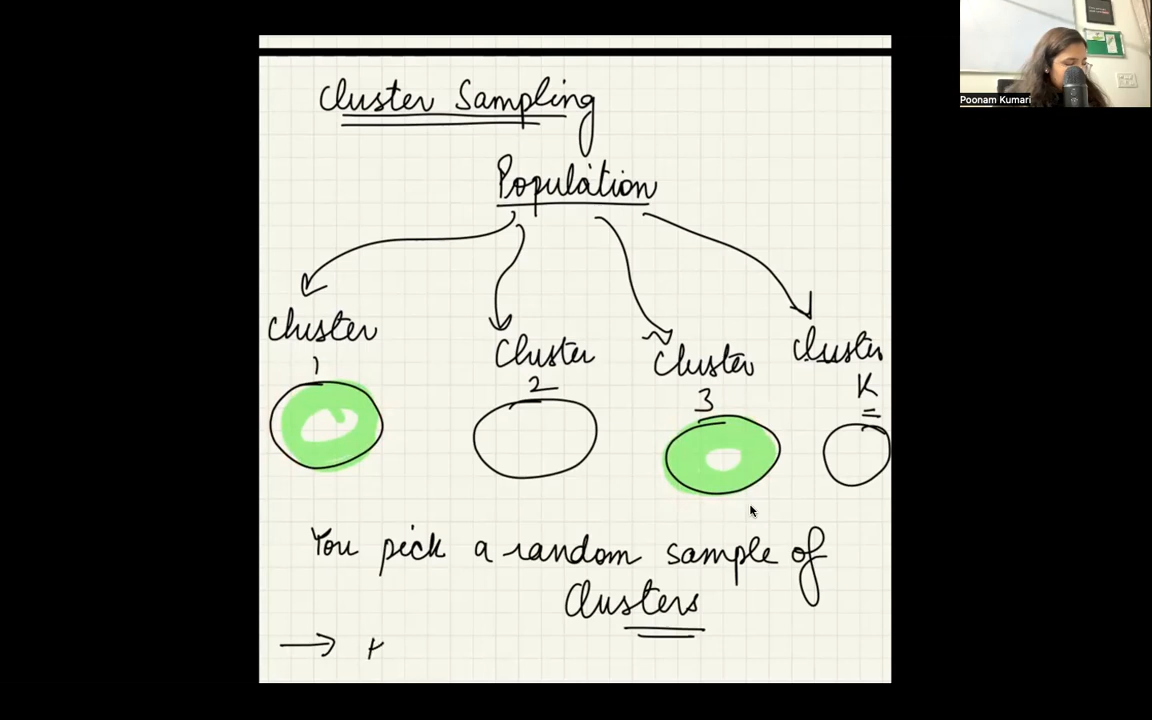 Cluster Sampling
Population
Cluster
1
Cluster
2
Cluster
3
Cluster
K
You pick a random sample of
Clusters
Poonam Kumari